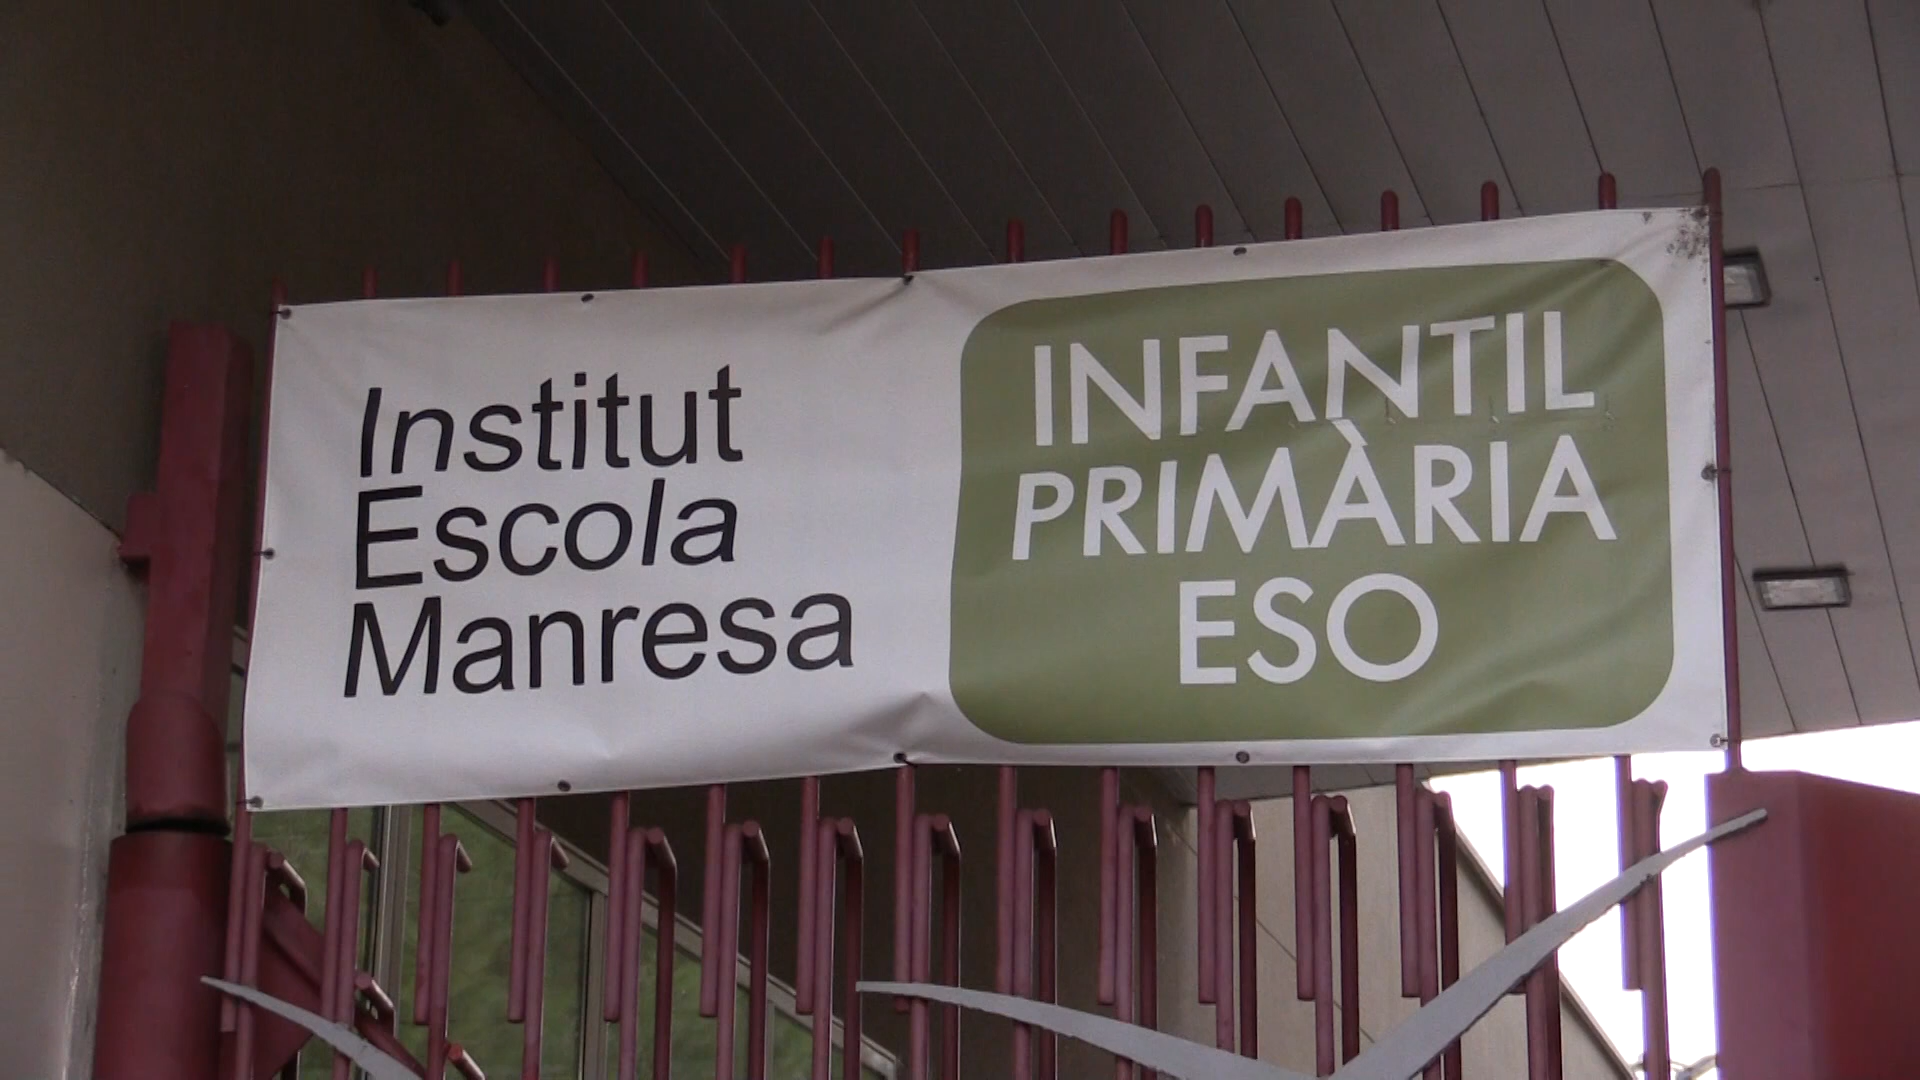 Institut
Escola
Manresa
INFANTIL
PRIMÀRIA
ESO